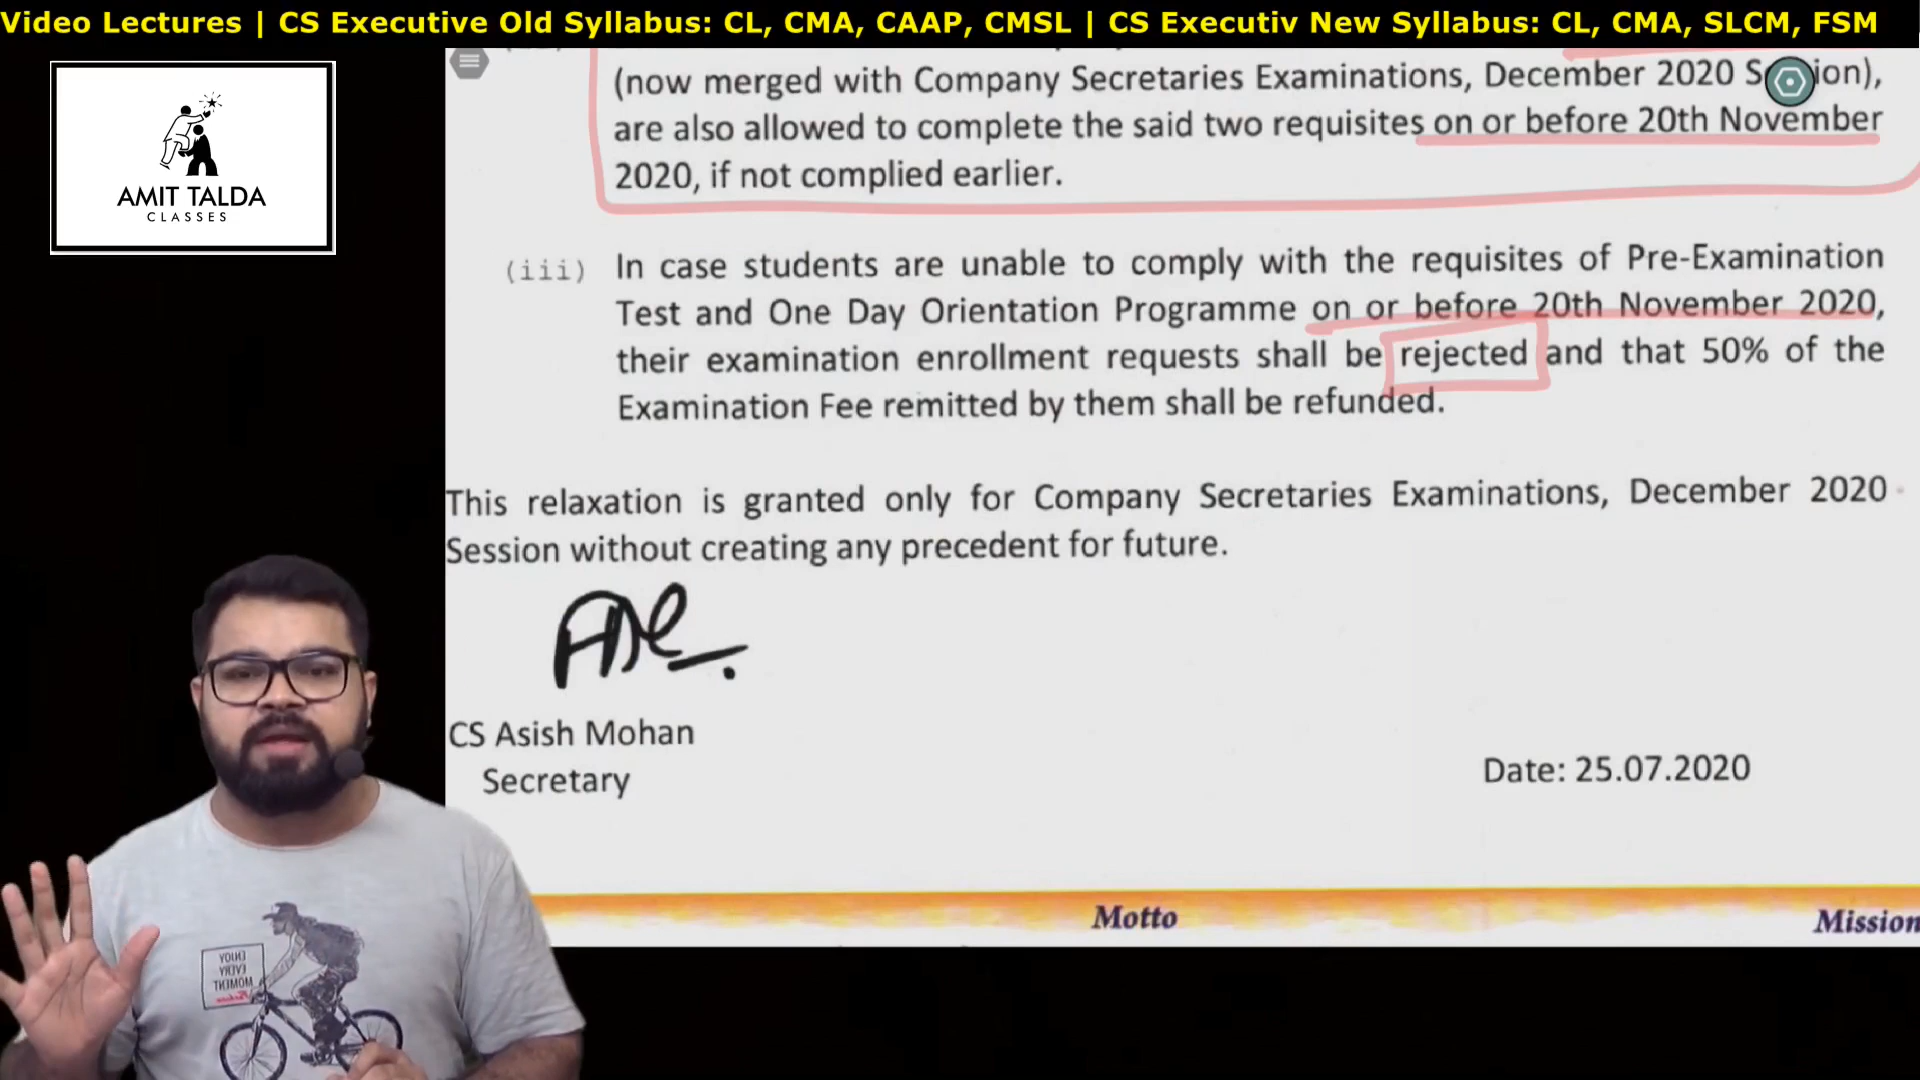 Video Lectures | CS Executive Old Syllabus: CL, CMA, CAAP, CMSL | CS Executiv New Syllabus: CL, CMA, SLCM, FSM
AMIT TALDA
CLASSES
(now merged with Company Secretaries Examinations, December 2020 S ion),
are also allowed to complete the said two requisites on or before 20th November
2020, if not complied earlier.
(iii) In case students are unable to comply with the requisites of Pre-Examination
Test and One Day Orientation Programme on or before 20th November 2020,
their examination enrollment requests shall be rejected and that 50% of the
Examination Fee remitted by them shall be refunded.
This relaxation is granted only for Company Secretaries Examinations, December 2020
Session without creating any precedent for future.
CS Asish Mohan
Secretary
Date: 25.07.2020
Motto
Mission
ENJOY
EVERY
MOMENT